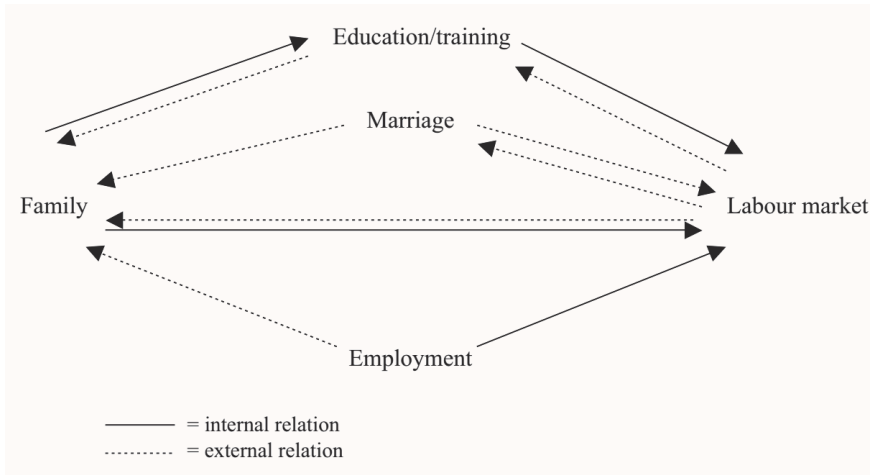 Education/training
Marriage
Family
Labour market
Employment
= internal relation
= external relation